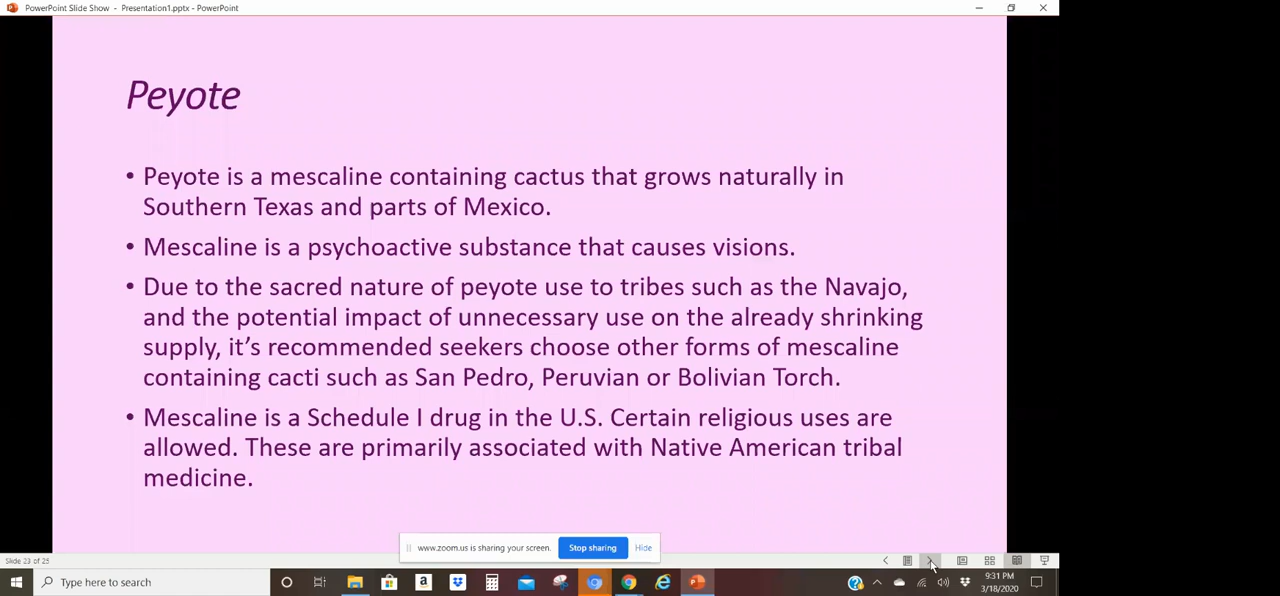 PowerPoint Slide Show - Presentation1.pptx - PowerPoint
Peyote
• Peyote is a mescaline containing cactus that grows naturally in
Southern Texas and parts of Mexico.
• Mescaline is a psychoactive substance that causes visions.
• Due to the sacred nature of peyote use to tribes such as the Navajo,
and the potential impact of unnecessary use on the already shrinking
supply, it’s recommended seekers choose other forms of mescaline
containing cacti such as San Pedro, Peruvian or Bolivian Torch.
• Mescaline is a Schedule I drug in the U.S. Certain religious uses are
allowed. These are primarily associated with Native American tribal
medicine.
www.zoom.us is sharing your screen. Stop sharing Hide
Slide 23 of 25
Type here to search
9:31 PM
3/18/2020